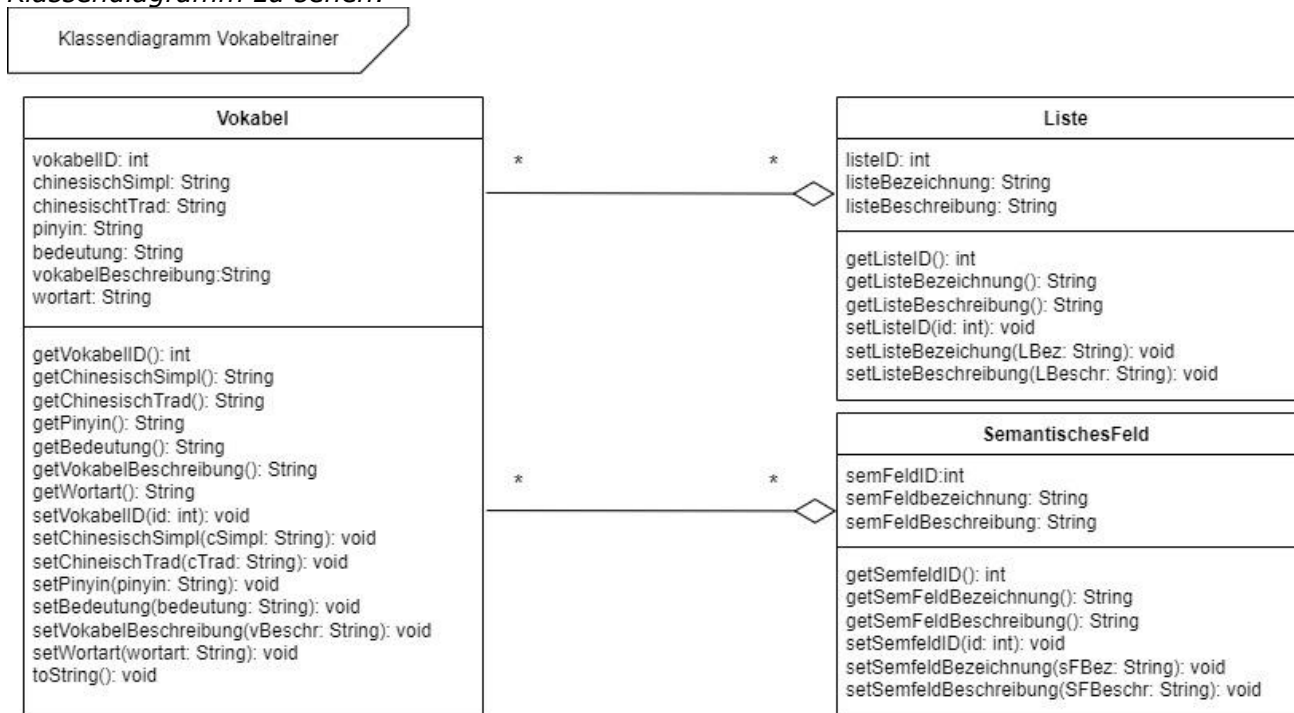 Klassendiagramm zu sehen:
Klassendiagramm Vokabeltrainer
Vokabel
vokabelID: int
chinesischSimpl: String
chinesischtTrad: String
pinyin: String
bedeutung: String
vokabelBeschreibung:String
wortart: String
getVokabelID(): int
getChinesischSimpl(): String
getChinesischTrad(): String
getPinyin(): String
getBedeutung(): String
getVokabelBeschreibung(): String
getWortart(): String
setVokabelID(id: int): void
setChinesischSimpl(cSimpl: String): void
setChineischTrad(cTrad: String): void
setPinyin(pinyin: String): void
setBedeutung(bedeutung: String): void
setVokabelBeschreibung(vBeschr: String): void
setWortart(wortart: String): void
toString(): void
* *
* *
Liste
listeID: int
listeBezeichnung: String
listeBeschreibung: String
getListeID(): int
getListeBezeichnung(): String
getListeBeschreibung(): String
setListeID(id: int): void
setListeBezeichung(LBez: String): void
setListeBeschreibung(LBeschr: String): void
SemantischesFeld
semFeldID:int
semFeldbezeichnung: String
semFeldBeschreibung: String
getSemfeldID(): int
getSemFeldBezeichnung(): String
getSemFeldBeschreibung(): String
setSemfeldID(id: int): void
setSemfeldBezeichnung(sFBez: String): void
setSemfeldBeschreibung(SFBeschr: String): void